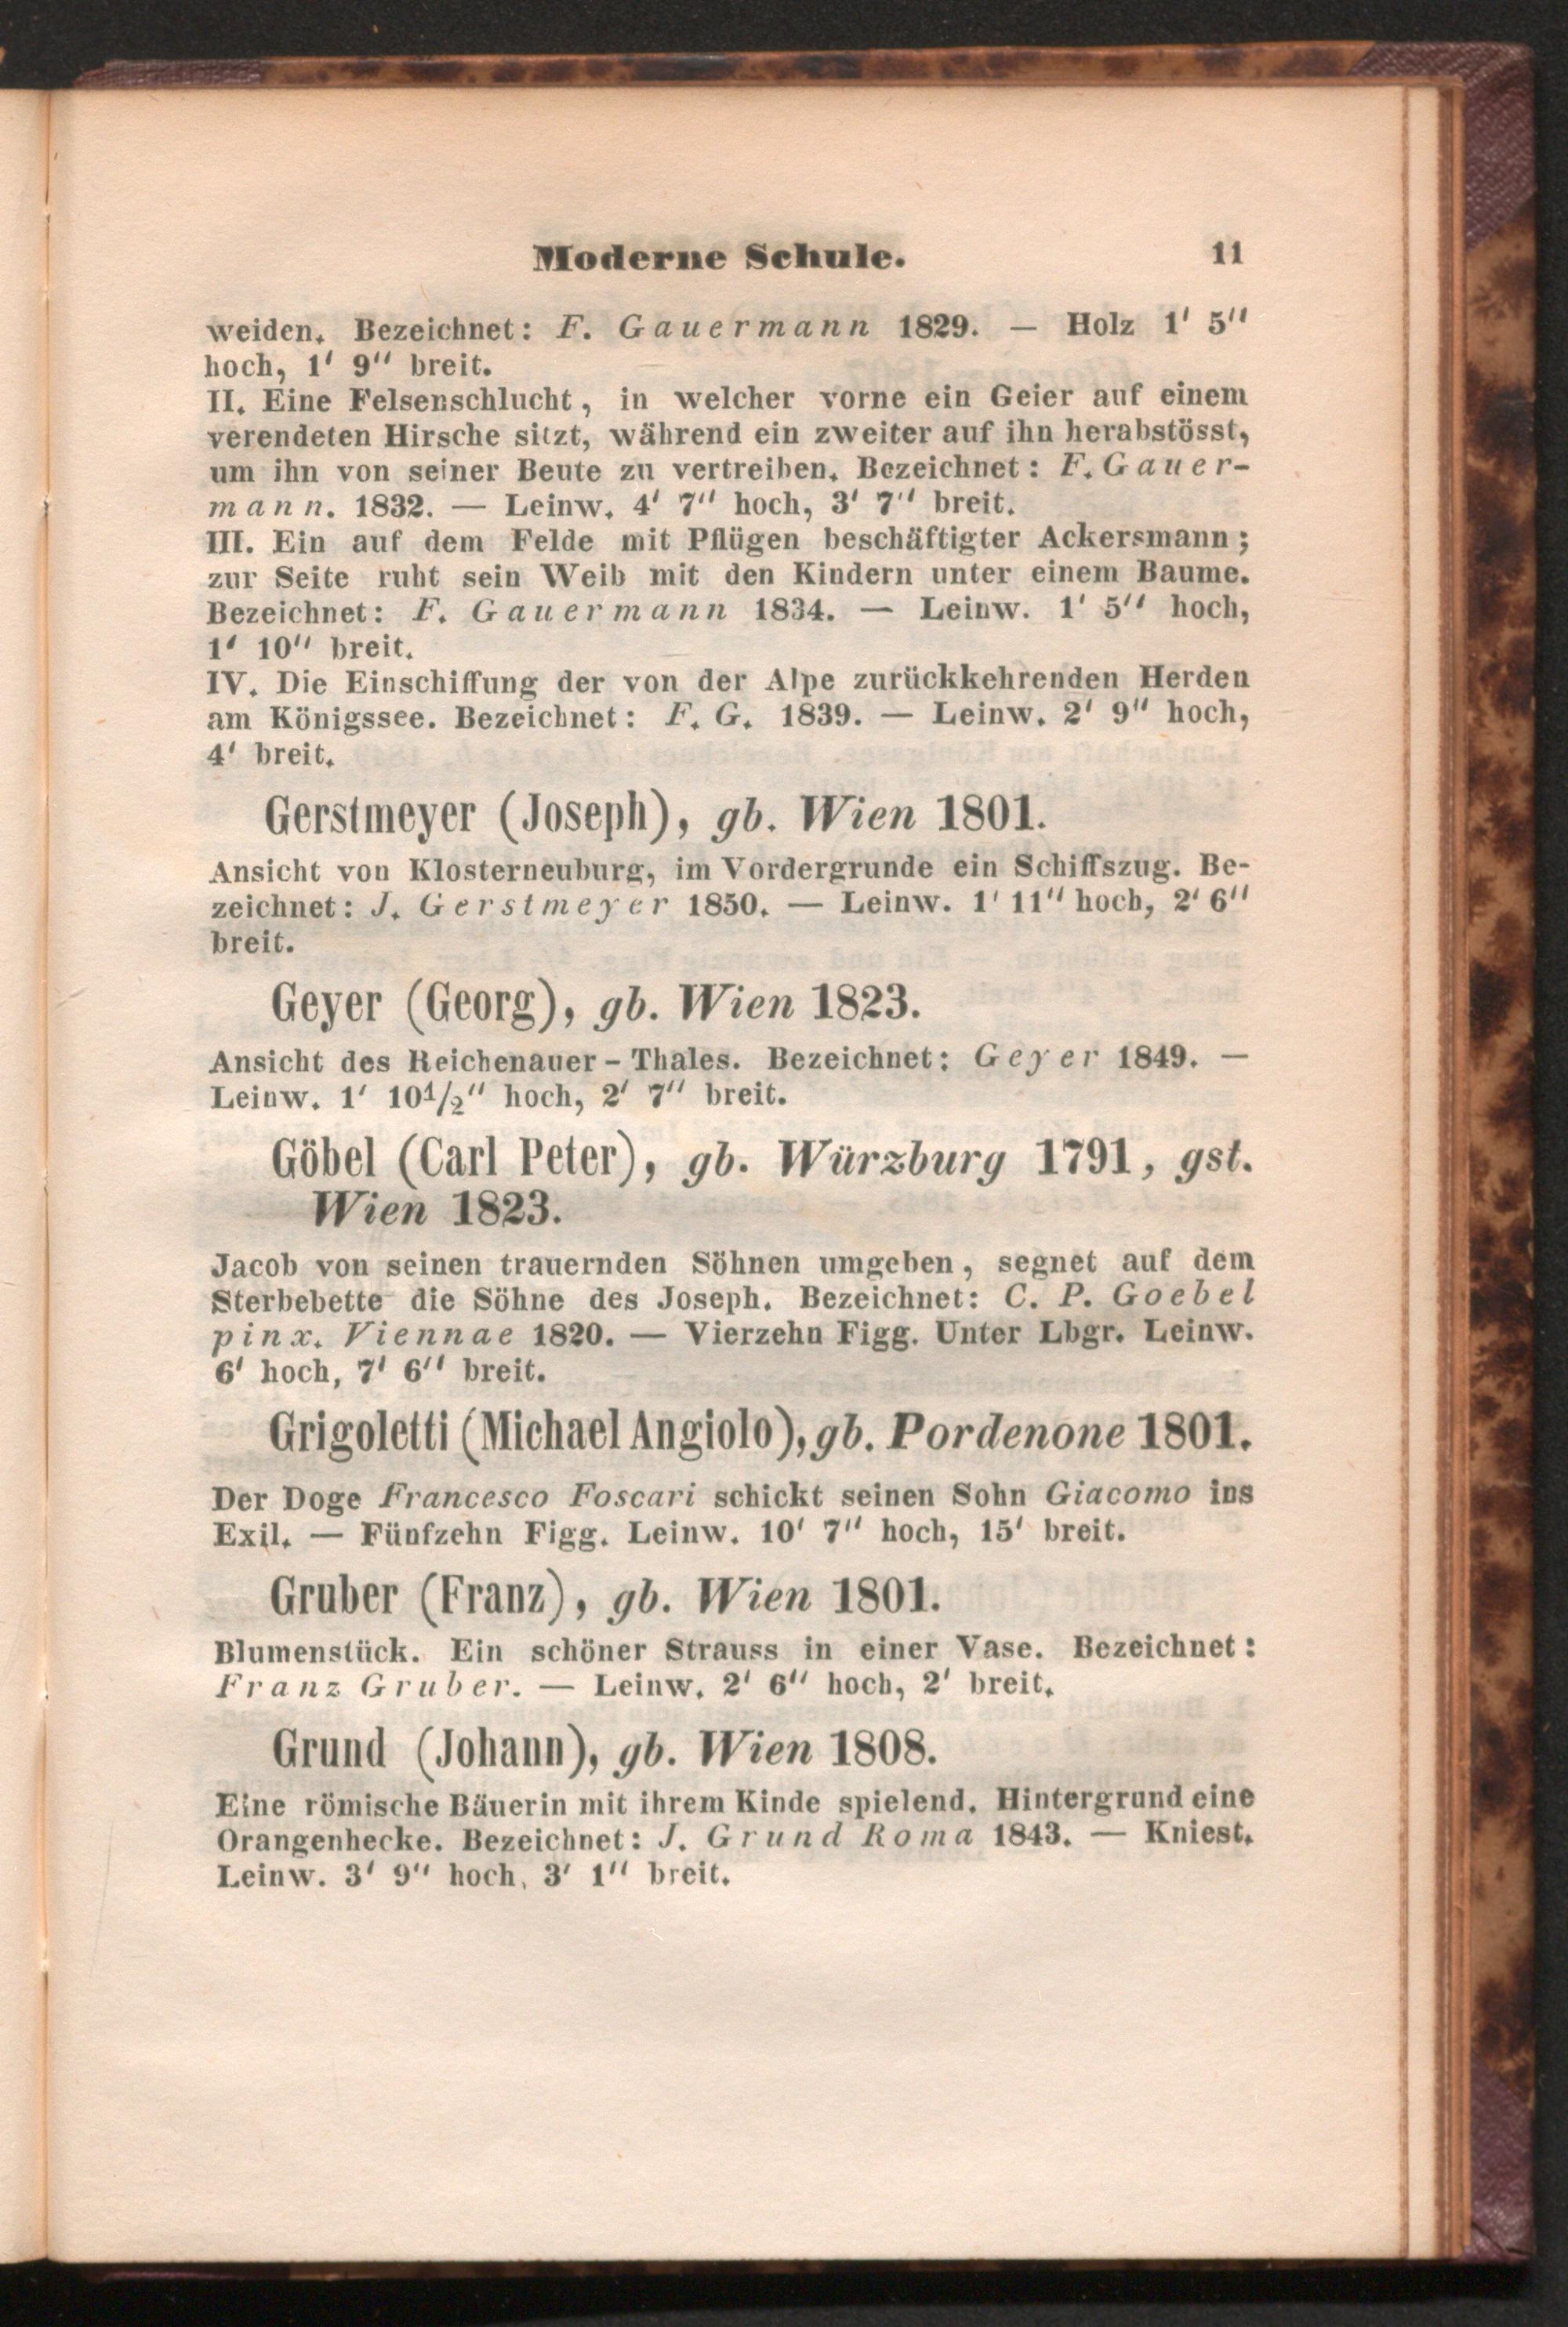 Moderne Schule. 11
weiden. Bezeichnet: F. Gauermann 1829. — Holz 1' 5"
hoch, 1' 9" breit.
II. Eine Felsenschlucht, in welcher vorne ein Geier auf einem
verendeten Hirsche sitzt, während ein zweiter auf ihn herabstösst,
um ihn von seiner Beute zu vertreiben. Bezeichnet: F. Gauer-
mann. 1832. — Leinw. 4' 7" hoch, 3' 7" breit.
III. Ein auf dem Felde mit Pflügen beschäftigter Ackersmann;
zur Seite ruht sein Weib mit den Kindern unter einem Baume.
Bezeichnet: F. Gauermann 1834. — Leinw. 1' 5" hoch,
1' 10" breit.
IV. Die Einschiffung der von der Alpe zurückkehrenden Herden
am Königssee. Bezeichnet: F. G. 1839. — Leinw. 2' 9" hoch,
4' breit.
Gerstmeyer (Joseph), gb. Wien 1801.
Ansicht von Klosterneuburg, im Vordergrunde ein Schiffszug. Be-
zeichnet: J. Gerstmeyer 1850. — Leinw. 1' 11" hoch, 2' 6"
breit.
Geyer (Georg), gb. Wien 1823.
Ansicht des Reichenauer-Thales. Bezeichnet: Geyer 1849. —
Leinw. 1' 10 1/2" hoch, 2' 7" breit.
Göbel (Carl Peter), gb. Würzburg 1791, gst.
Wien 1823.
Jacob von seinen trauernden Söhnen umgeben, segnet auf dem
Sterbebette die Söhne des Joseph. Bezeichnet: C. P. Goebel
pinx. Viennae 1820. — Vierzehn Figg. Unter Lbgr. Leinw.
6' hoch, 7' 6" breit.
Grigoletti (Michael Angiolo), gb. Pordenone 1801.
Der Doge Francesco Foscari schickt seinen Sohn Giacomo ins
Exil. — Fünfzehn Figg. Leinw. 10' 7" hoch, 15' breit.
Gruber (Franz), gb. Wien 1801.
Blumenstück. Ein schöner Strauss in einer Vase. Bezeichnet:
Franz Gruber. — Leinw. 2' 6" hoch, 2' breit.
Grund (Johann), gb. Wien 1808.
Eine römische Bäuerin mit ihrem Kinde spielend. Hintergrund eine
Orangenhecke. Bezeichnet: J. Grund Roma 1843. — Kniest.
Leinw. 3' 9" hoch, 3' 1" breit.